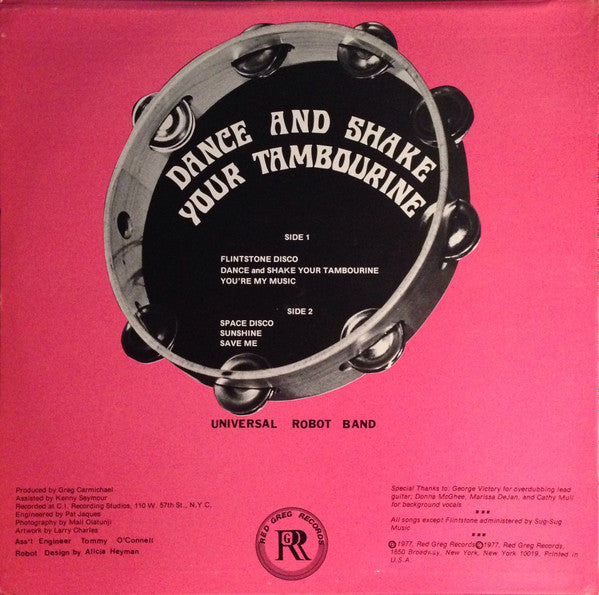 DANCE AND SHAKE
YOUR TAMBOURINE
SIDE 1
FLINTSTONE DISCO
DANCE and SHAKE YOUR TAMBOURINE
YOU'RE MY MUSIC
SIDE 2
SPACE DISCO
SUNSHINE
SAVE ME
UNIVERSAL ROBOT BAND
Produced by Greg Carmichael
Assisted by Kenny Seymour
Recorded at C.I. Recording Studios, 110 W. 57th St., N.Y.C.
Engineered by Pat Jaques
Photography by Mail Olatunji
Artwork by Larry Charles
Ass't Engineer Tommy O'Connell
Robot Design by Alicia Heyman
RED GREG RECORDS
RGR
Special Thanks to: George Victory for overdubbing lead
guitar; Donna McGhee, Marissa DeJan, and Cathy Mull
for background vocals
***
All songs except Flintstone administered by Sug-Sug
Music
***
©1977, Red Greg Records ℗1977, Red Greg Records,
1650 Broadway, New York, New York 10019, Printed in
U.S.A.